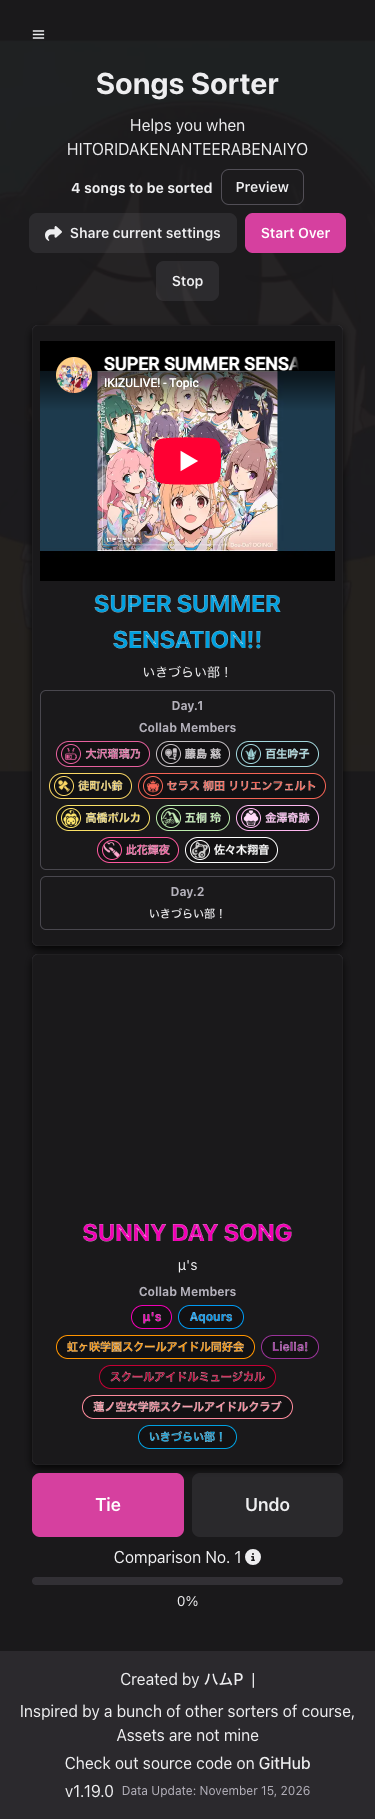 Songs Sorter
Helps you when
HITORIDAKENANTEERABENAIYO
4 songs to be sorted Preview
Share current settings Start Over
Stop
SUPER SUMMER SENSA
IKIZULIVE! - Topic
SUPER SUMMER
SENSATION!!
いきづらい部！
Day.1
Collab Members
大沢瑠璃乃 藤島 慈 百生吟子
徒町小鈴 セラス 柳田 リリエンフェルト
高橋ポルカ 五桐 玲 金澤奇跡
此花輝夜 佐々木翔音
Day.2
いきづらい部！
SUNNY DAY SONG
μ's
Collab Members
μ's Aqours
虹ヶ咲学園スクールアイドル同好会 Liella!
スクールアイドルミュージカル
蓮ノ空女学院スクールアイドルクラブ
いきづらい部！
Tie Undo
Comparison No. 1
0%
Created by ハムP |
Inspired by a bunch of other sorters of course,
Assets are not mine
Check out source code on GitHub
v1.19.0 Data Update: November 15, 2026